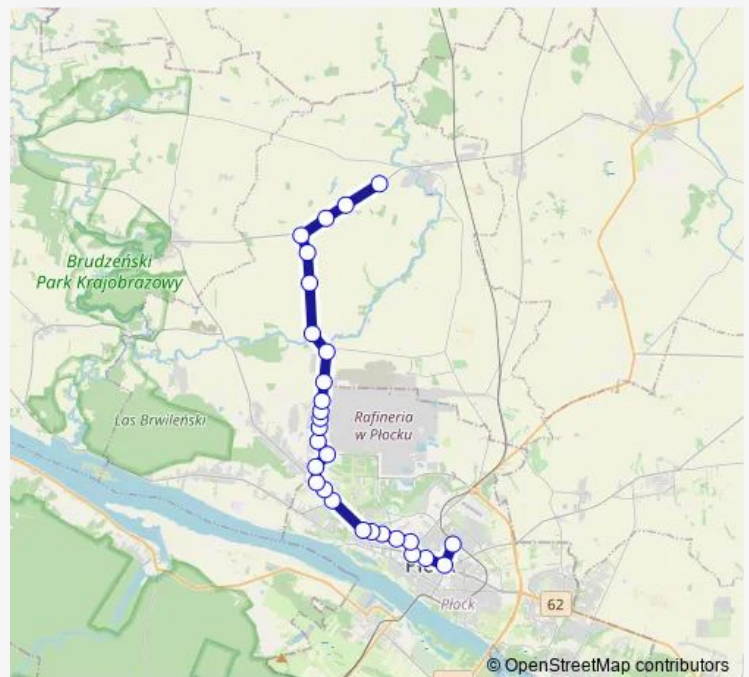 Brudzeński
Park Krajobrazowy
Las Brwileński
Rafineria
w Płocku
Płock
62
© OpenStreetMap contributors